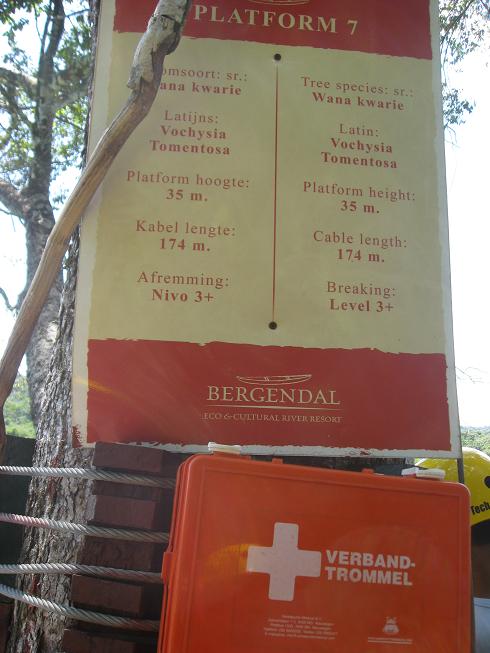 PLATFORM 7
omsoort: sr.:
Wana kwarie
Latijns:
Vochysia
Tomentosa
Platform hoogte:
35 m.
Kabel lengte:
174 m.
Afremming:
Nivo 3+
Tree species: sr.:
Wana kwarie
Latin:
Vochysia
Tomentosa
Platform height:
35 m.
Cable length:
174 m.
Breaking:
Level 3+
BERGENDAL
ECO & CULTURAL RIVER RESORT
VERBAND-
TROMMEL
Tech